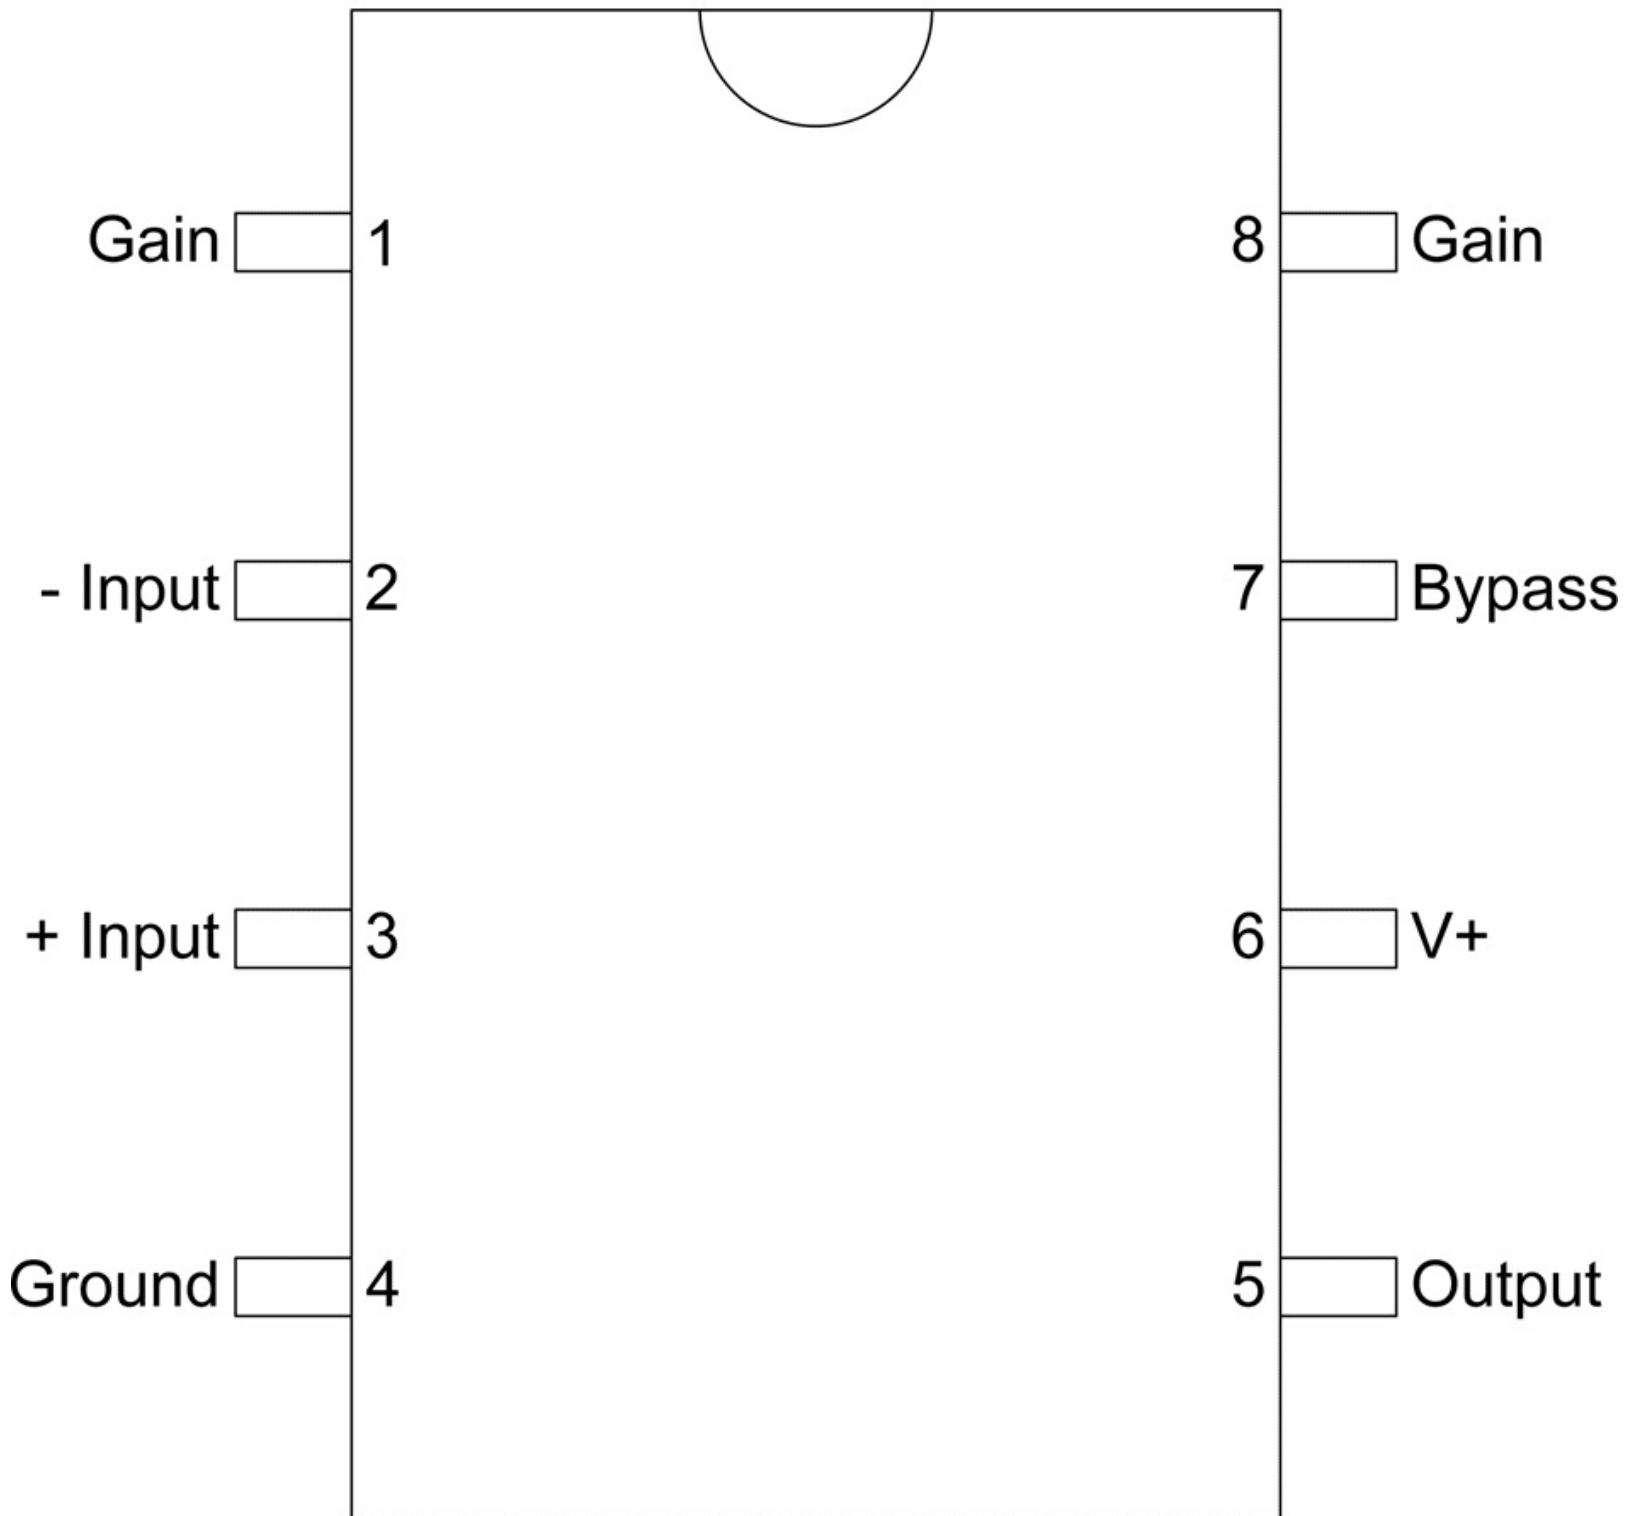 Gain 1 8 Gain
- Input 2 7 Bypass
+ Input 3 6 V+
Ground 4 5 Output